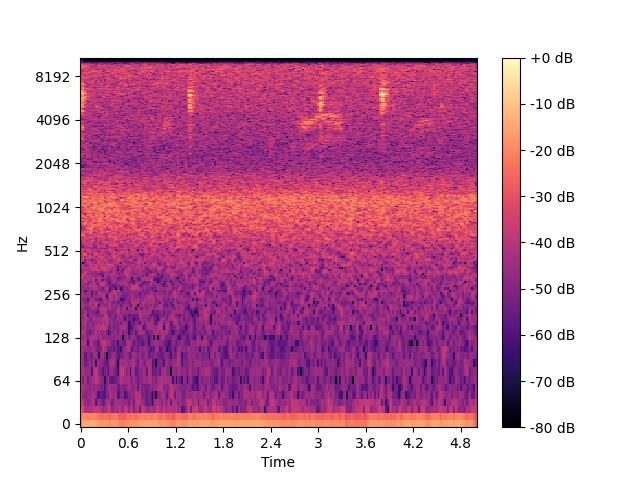 8192
4096
2048
1024
512
256
128
64
0
Hz
0 0.6 1.2 1.8 2.4 3 3.6 4.2 4.8
Time
+0 dB
-10 dB
-20 dB
-30 dB
-40 dB
-50 dB
-60 dB
-70 dB
-80 dB